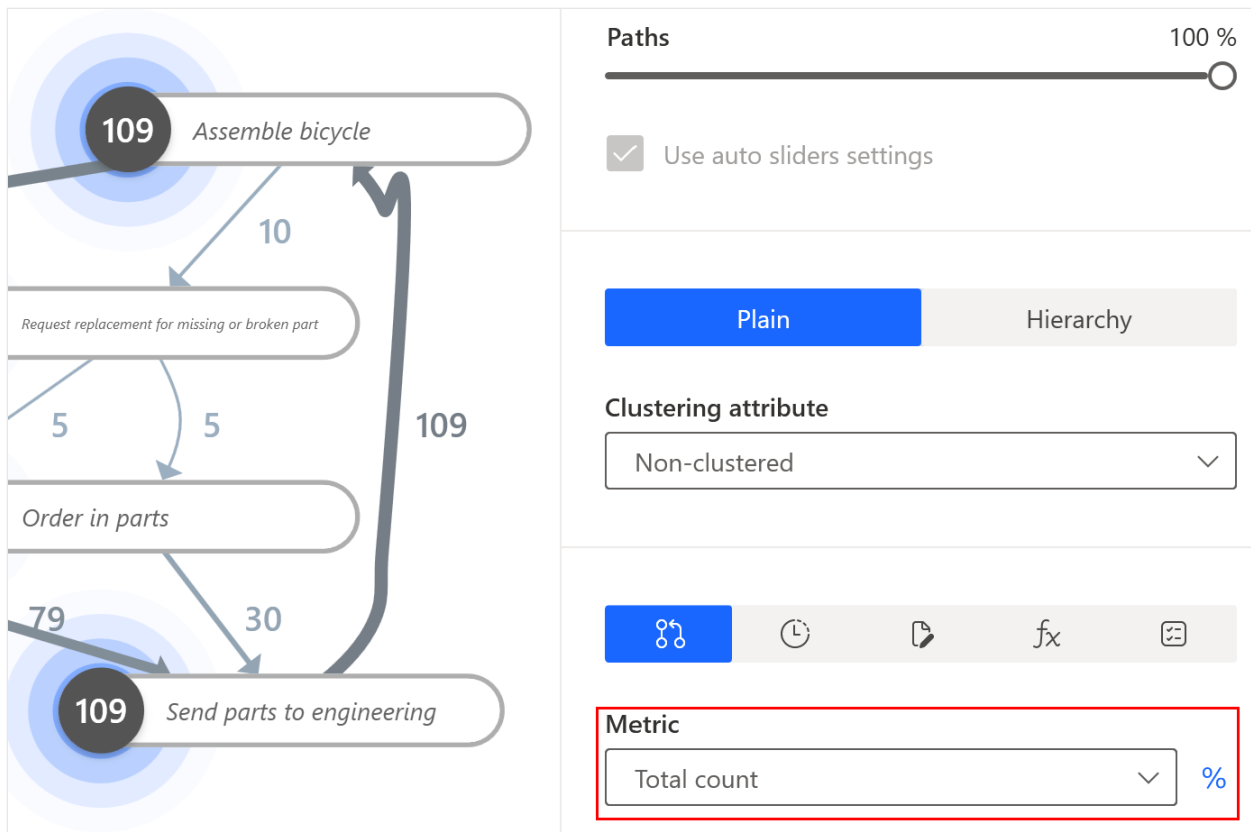 Paths
100 %
109
Assemble bicycle
Use auto sliders settings
10
Request replacement for missing or broken part
Plain
Hierarchy
5
5
109
Clustering attribute
Non-clustered
Order in parts
79
30
fx
109
Send parts to engineering
Metric
Total count
%